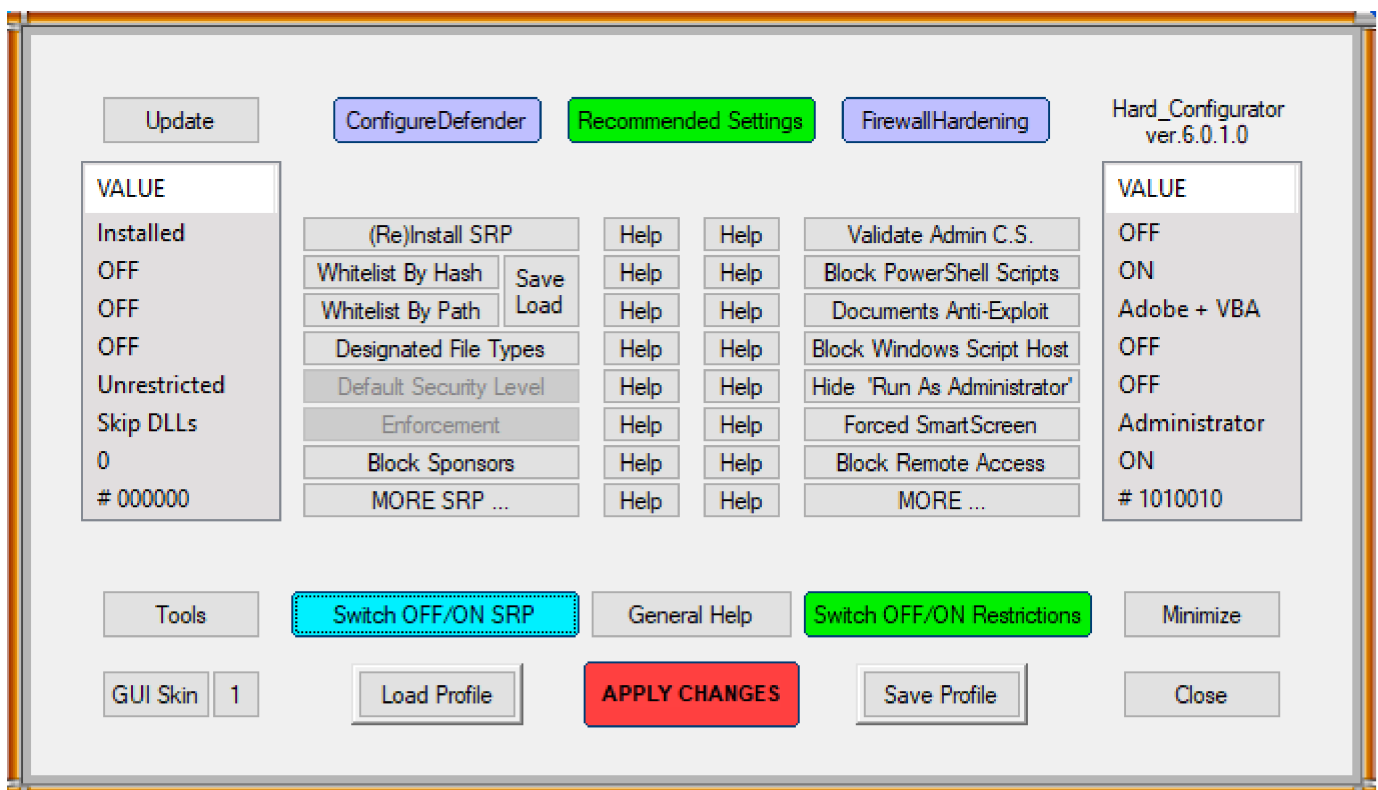 Update
ConfigureDefender
Recommended Settings
FirewallHardening
Hard_Configurator
ver.6.0.1.0
VALUE
VALUE
Installed
(Re)Install SRP
Help
Help
Validate Admin C.S.
OFF
OFF
Whitelist By Hash
Save
Load
Help
Help
Block PowerShell Scripts
ON
OFF
Whitelist By Path
Help
Help
Documents Anti-Exploit
Adobe + VBA
OFF
Designated File Types
Help
Help
Block Windows Script Host
OFF
Unrestricted
Default Security Level
Help
Help
Hide 'Run As Administrator'
OFF
Skip DLLs
Enforcement
Help
Help
Forced SmartScreen
Administrator
0
Block Sponsors
Help
Help
Block Remote Access
ON
# 000000
MORE SRP ...
Help
Help
MORE ...
# 1010010
Tools
Switch OFF/ON SRP
General Help
Switch OFF/ON Restrictions
Minimize
GUI Skin
1
Load Profile
APPLY CHANGES
Save Profile
Close